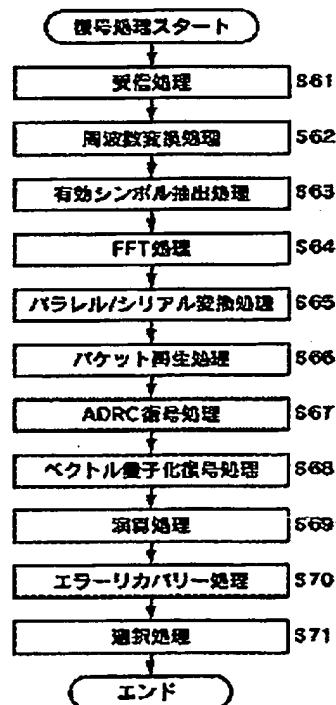 復号処理スタート
受信処理 S61
周波数変換処理 S62
有効シンボル抽出処理 S63
FFT処理 S64
パラレル/シリアル変換処理 S65
パケット再生処理 S66
ADRC復号処理 S67
ベクトル量子化復号処理 S68
演算処理 S69
エラーリカバリー処理 S70
選択処理 S71
エンド